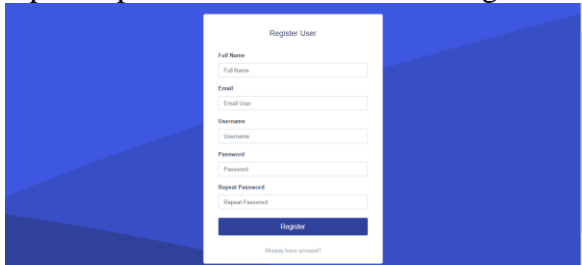 Register User
Full Name
Full Name
Email
Email User
Username
Username
Password
Password
Repeat Password
Repeat Password
Register
Already have account?